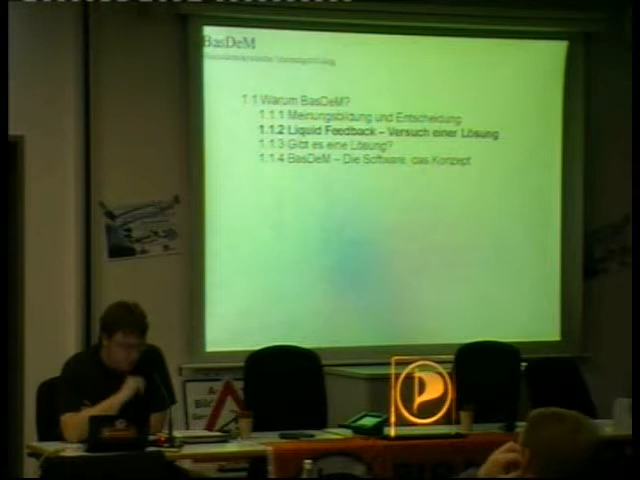 BasDeM
1.1 Warum BasDeM?
1.1.1 Meinungsbildung und Entscheidung
1.1.2 Liquid Feedback – Versuch einer Lösung
1.1.3 Gibt es eine Lösung?
1.1.4 BasDeM – Die Software, das Konzept